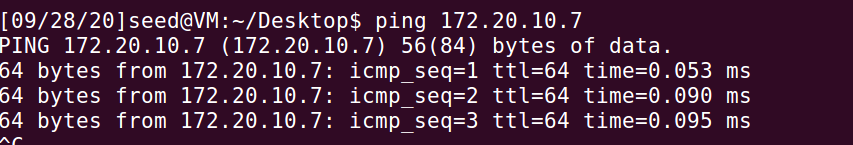 [09/28/20]seed@VM:~/Desktop$ ping 172.20.10.7
PING 172.20.10.7 (172.20.10.7) 56(84) bytes of data.
64 bytes from 172.20.10.7: icmp_seq=1 ttl=64 time=0.053 ms
64 bytes from 172.20.10.7: icmp_seq=2 ttl=64 time=0.090 ms
64 bytes from 172.20.10.7: icmp_seq=3 ttl=64 time=0.095 ms
^C